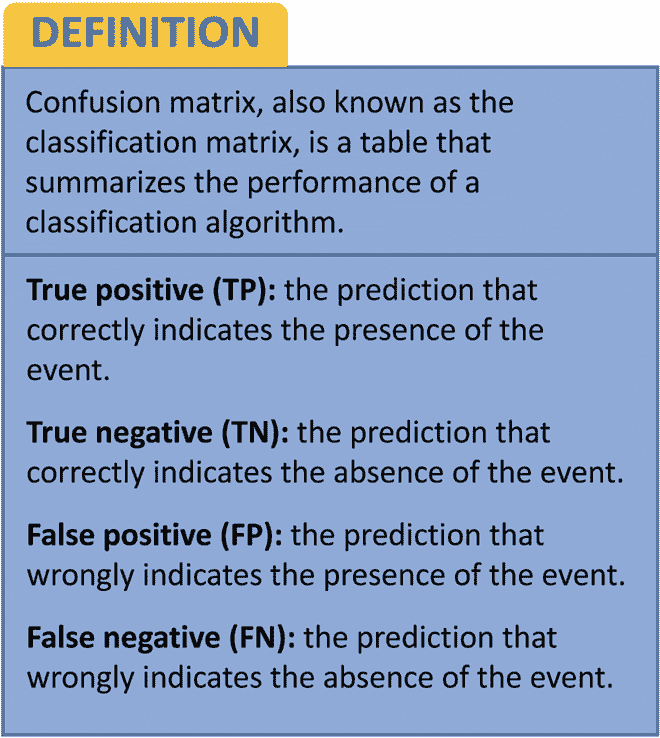 DEFINITION
Confusion matrix, also known as the
classification matrix, is a table that
summarizes the performance of a
classification algorithm.
True positive (TP): the prediction that
correctly indicates the presence of the
event.
True negative (TN): the prediction that
correctly indicates the absence of the event.
False positive (FP): the prediction that
wrongly indicates the presence of the event.
False negative (FN): the prediction that
wrongly indicates the absence of the event.